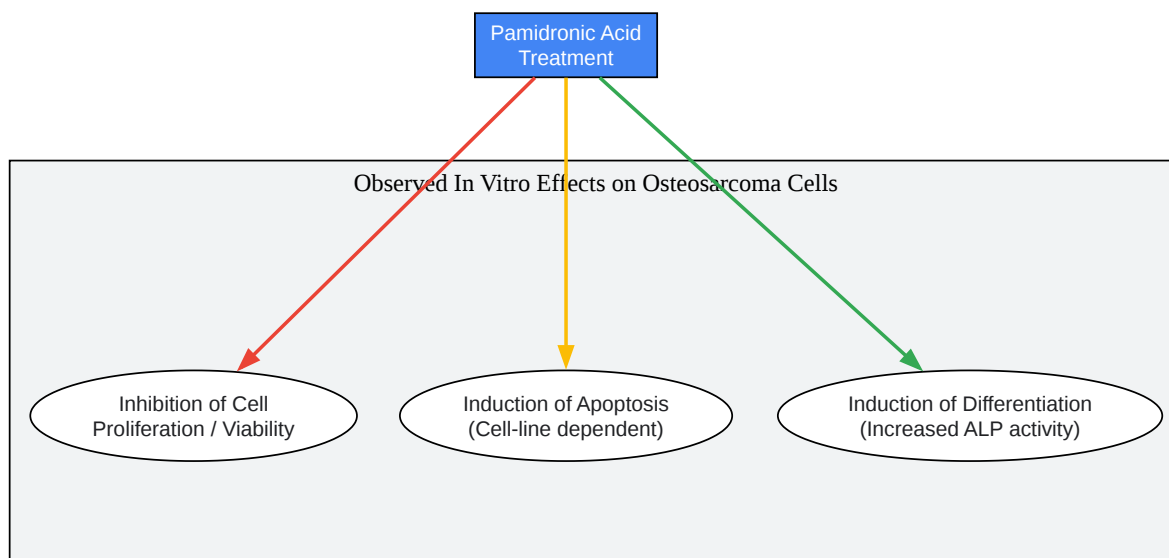 Pamidronic Acid
Treatment
Observed In Vitro Effects on Osteosarcoma Cells
Inhibition of Cell
Proliferation / Viability
Induction of Apoptosis
(Cell-line dependent)
Induction of Differentiation
(Increased ALP activity)